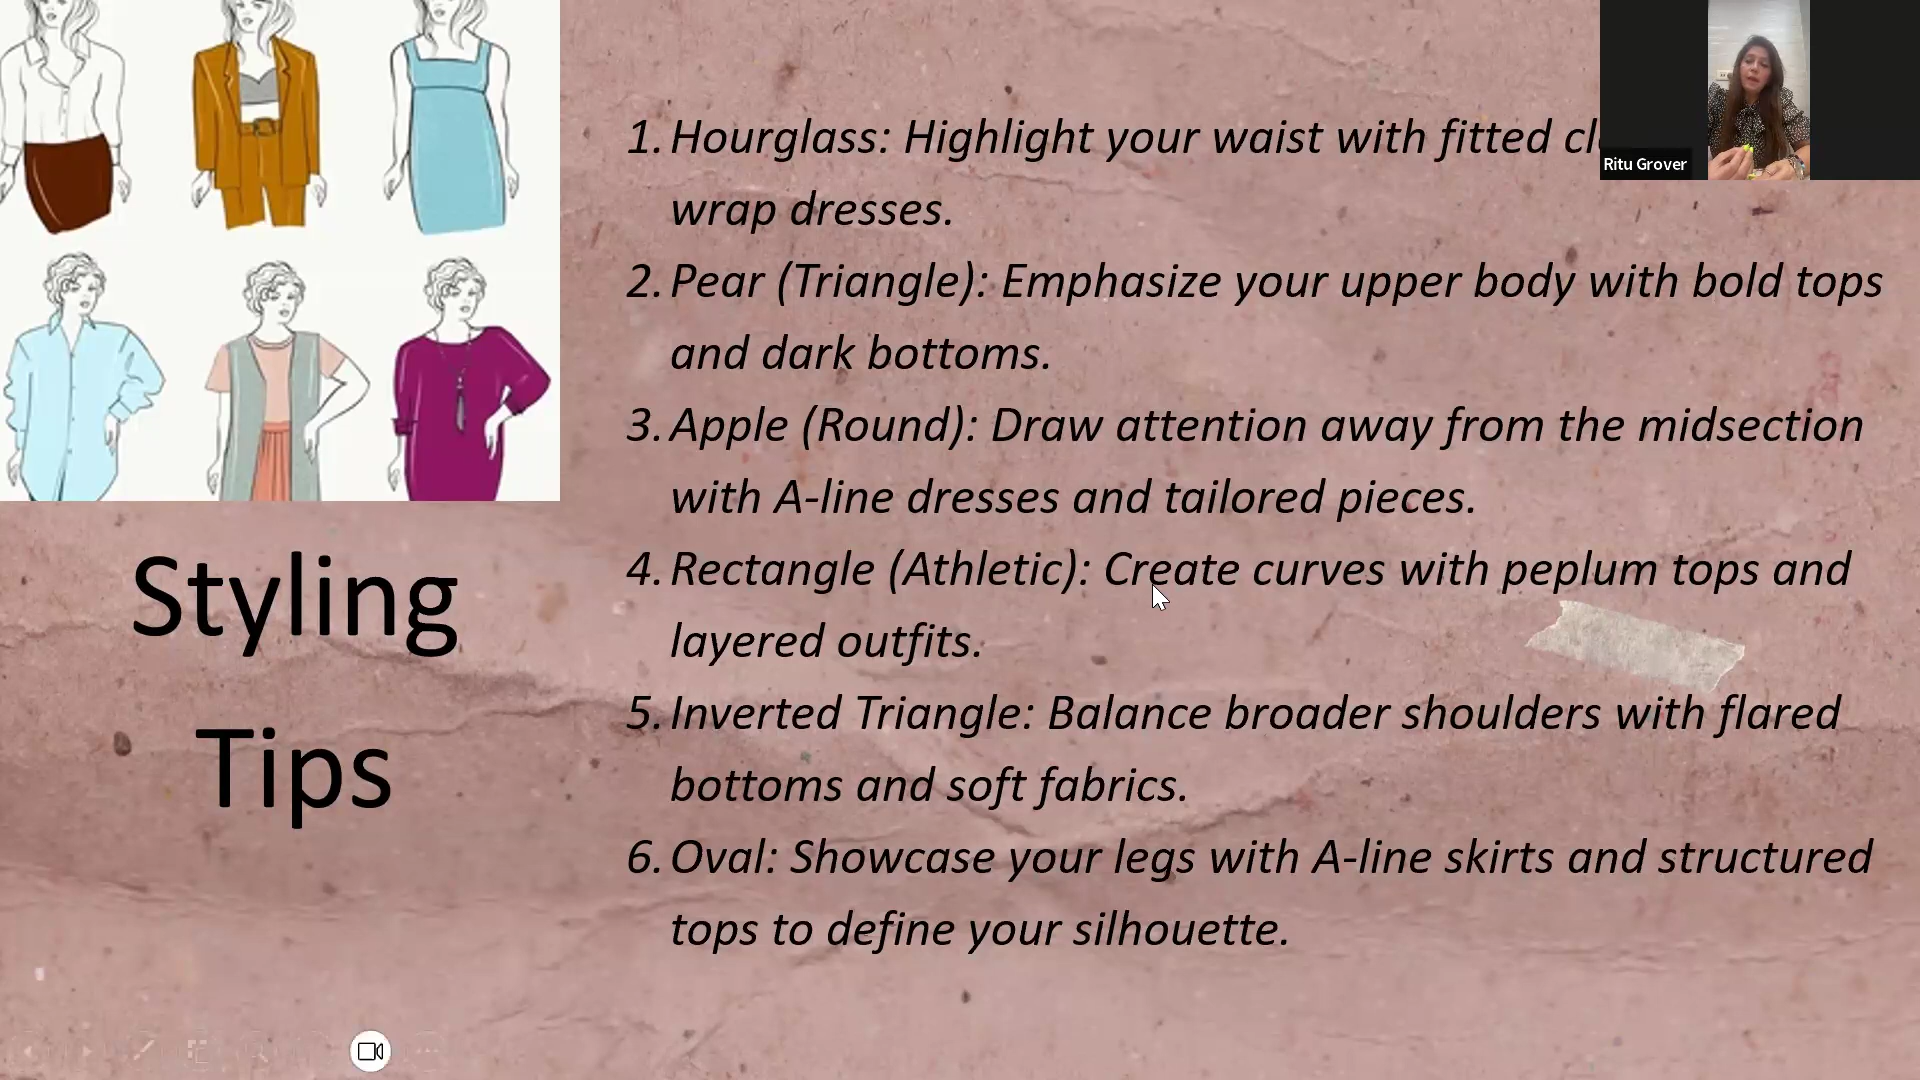 1. Hourglass: Highlight your waist with fitted
wrap dresses.
2. Pear (Triangle): Emphasize your upper body with bold tops
and dark bottoms.
3. Apple (Round): Draw attention away from the midsection
with A-line dresses and tailored pieces.
4. Rectangle (Athletic): Create curves with peplum tops and
layered outfits.
5. Inverted Triangle: Balance broader shoulders with flared
bottoms and soft fabrics.
6. Oval: Showcase your legs with A-line skirts and structured
tops to define your silhouette.
Styling
Tips
Ritu Grover